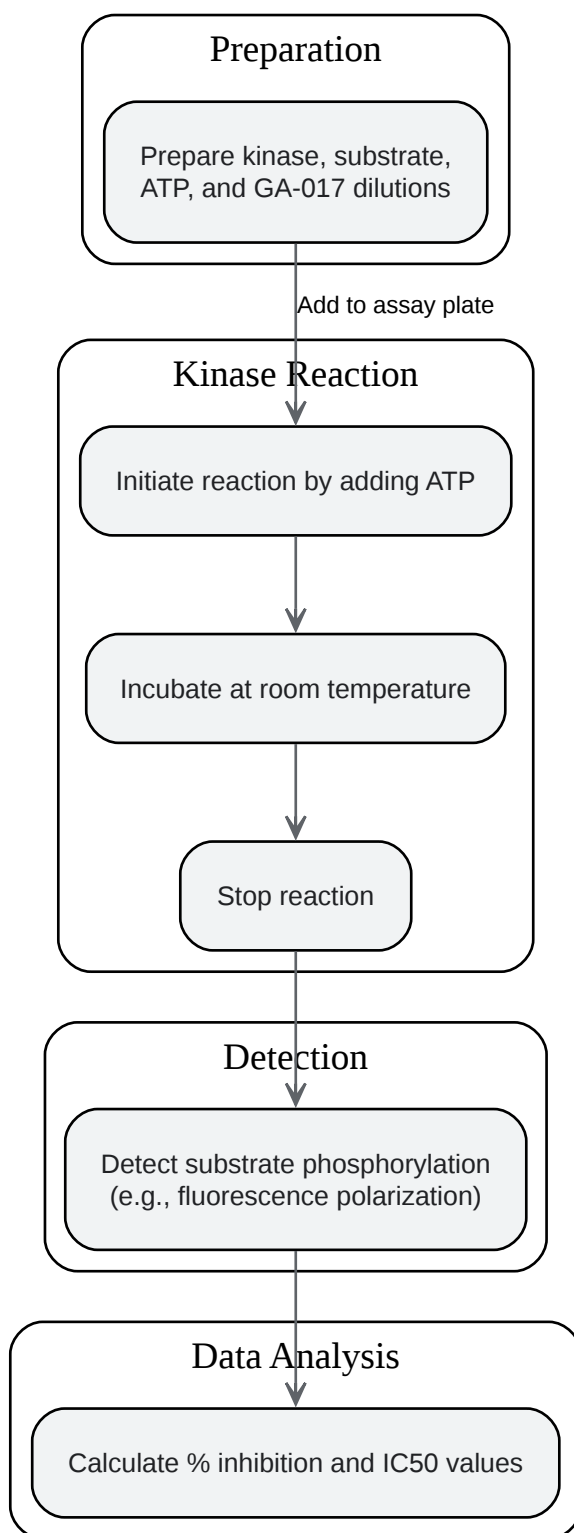 Preparation
Prepare kinase, substrate,
ATP, and GA-017 dilutions
Add to assay plate
Kinase Reaction
Initiate reaction by adding ATP
Incubate at room temperature
Stop reaction
Detection
Detect substrate phosphorylation
(e.g., fluorescence polarization)
Data Analysis
Calculate % inhibition and IC50 values